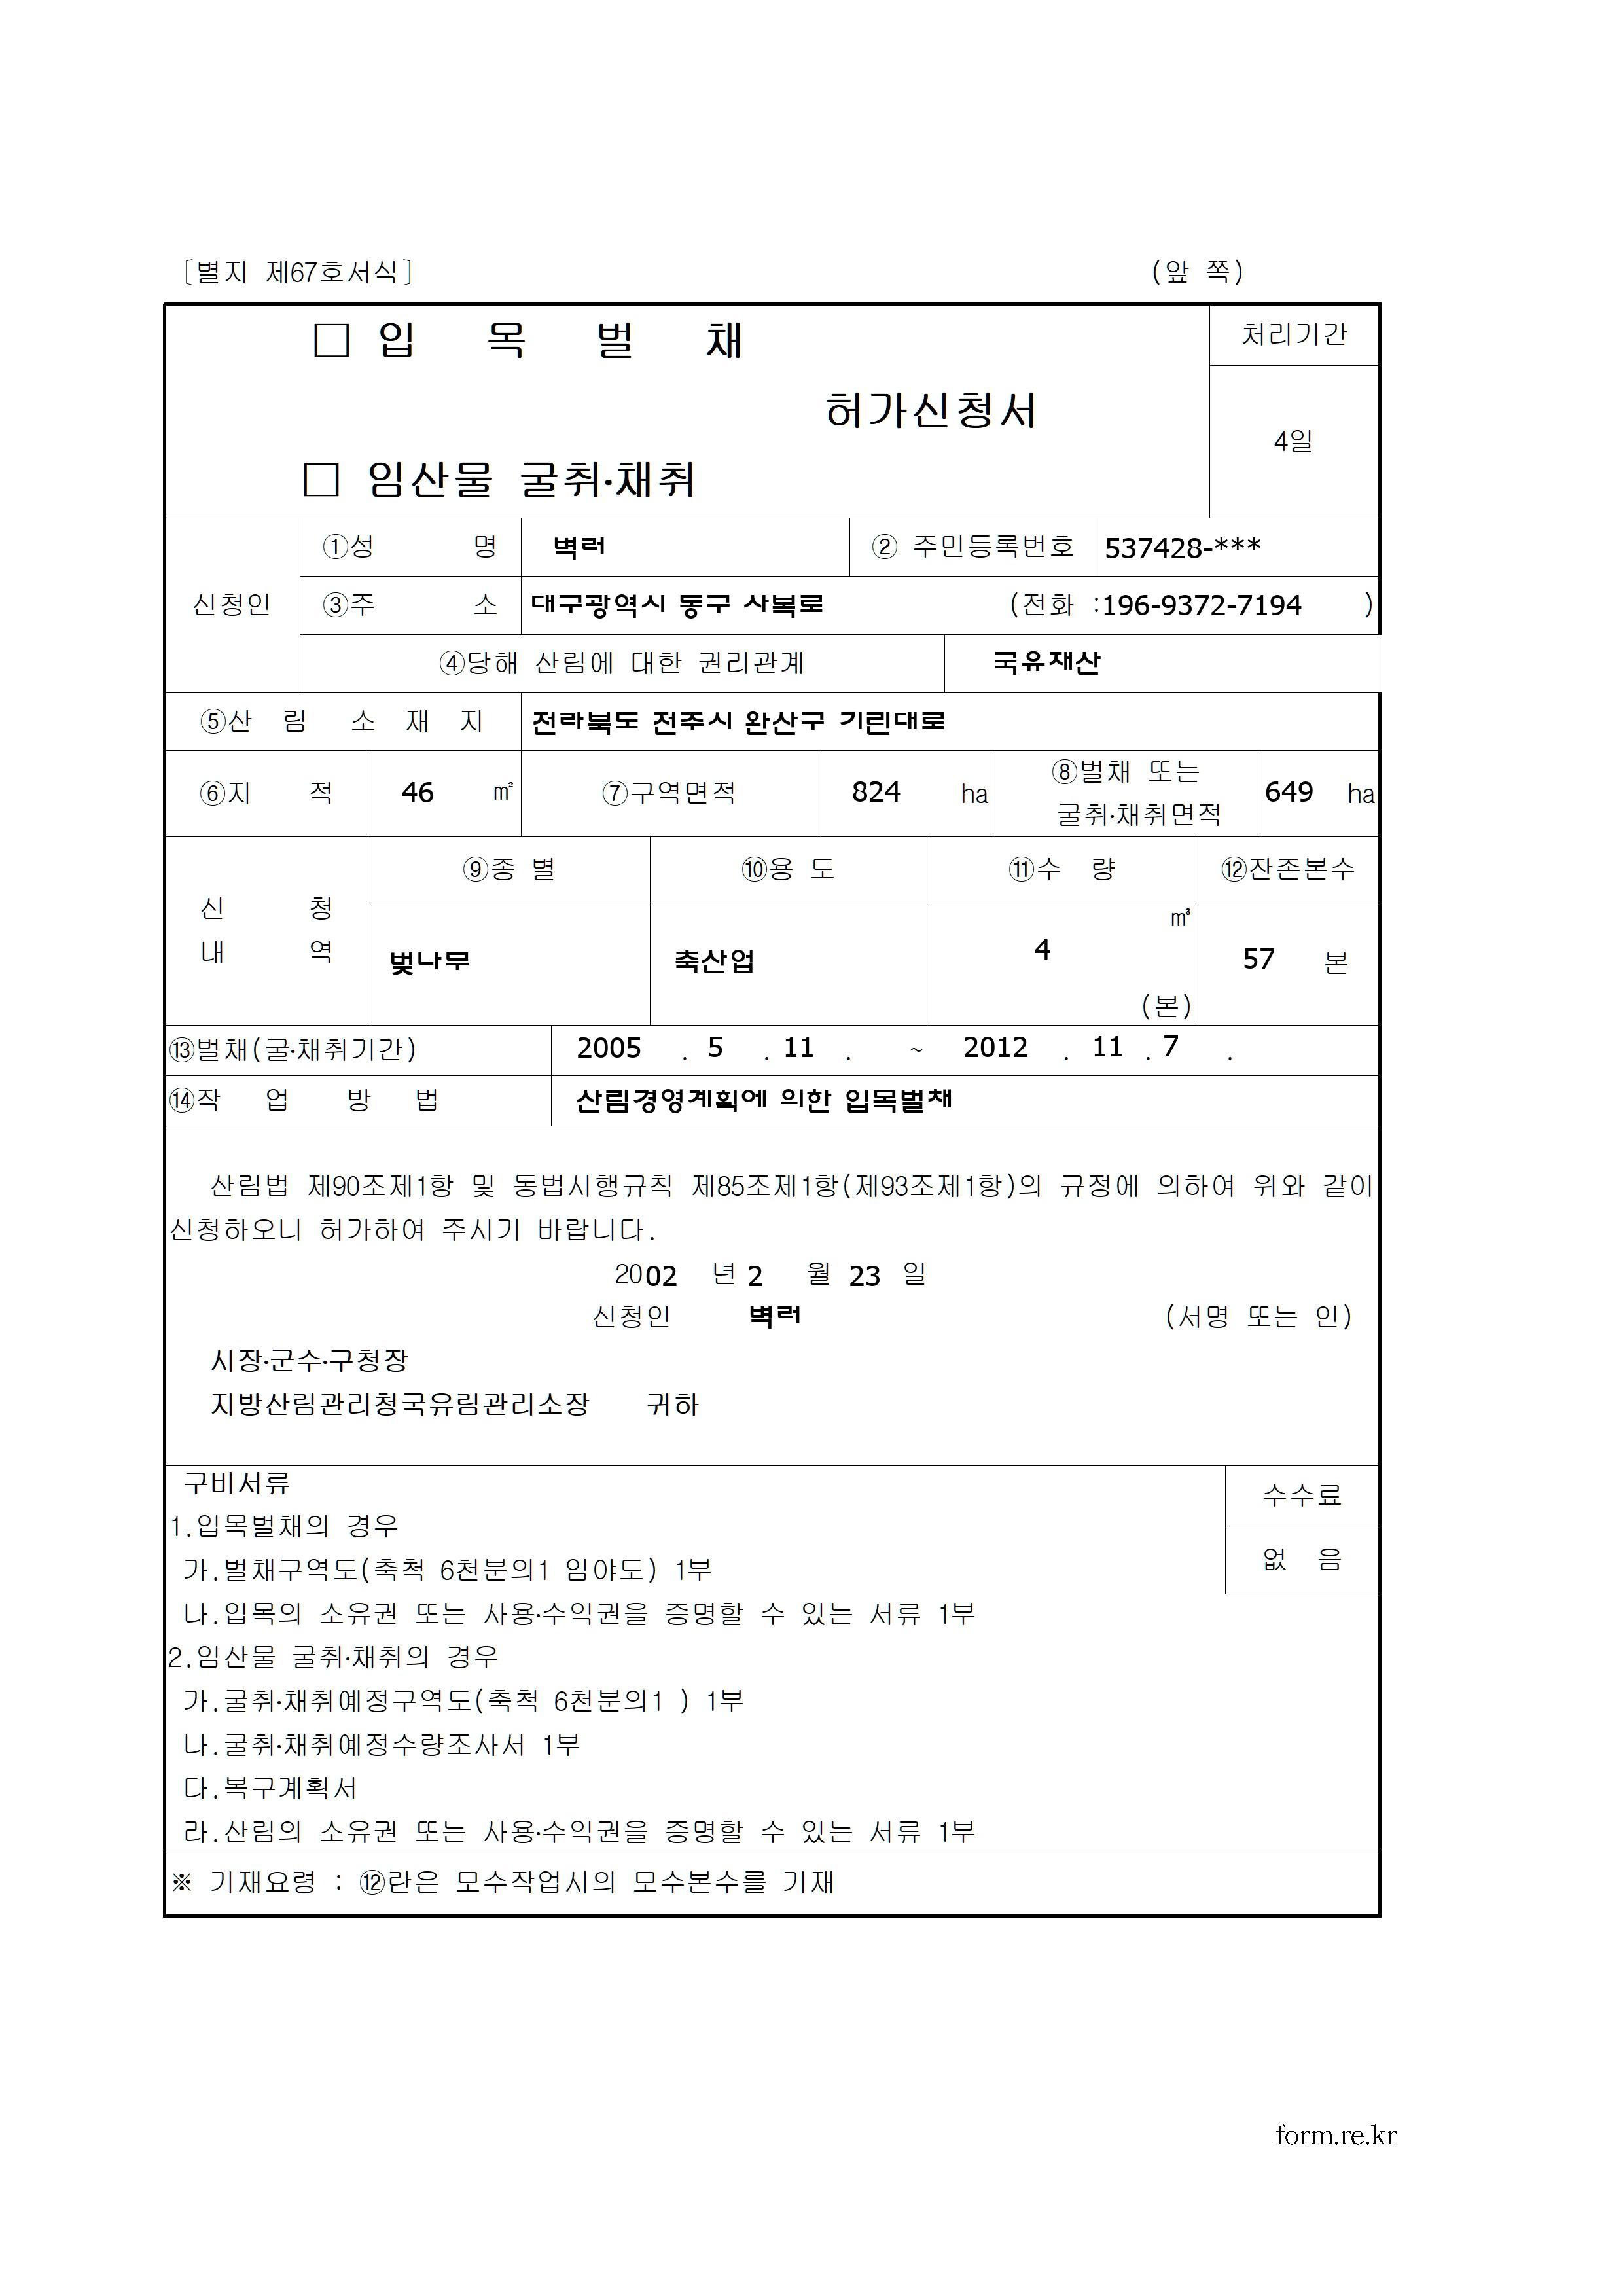 [별지 제67호서식] (앞 쪽)
□ 입 목 벌 채
처리기간
허가신청서
4일
□ 임산물 굴취·채취
신청인
①성 명 벽러 ② 주민등록번호 537428-***
③주 소 대구광역시 동구 사복로 (전화 :196-9372-7194 )
④당해 산림에 대한 권리관계 국유재산
⑤산 림 소 재 지 전라북도 전주시 완산구 기린대로
⑥지 적 46 ㎡ ⑦구역면적 824 ha ⑧벌채 또는 굴취·채취면적 649 ha
신 청 내 역
⑨종 별 ⑩용 도 ⑪수 량 ⑫잔존본수
벚나무 축산업 4 ㎥ (본) 57 본
⑬벌채(굴·채취기간) 2005 . 5 . 11 . ~ 2012 . 11 . 7 .
⑭작 업 방 법 산림경영계획에 의한 입목벌채
산림법 제90조제1항 및 동법시행규칙 제85조제1항(제93조제1항)의 규정에 의하여 위와 같이
신청하오니 허가하여 주시기 바랍니다.
2002 년 2 월 23 일
신청인 벽러 (서명 또는 인)
시장·군수·구청장
지방산림관리청국유림관리소장 귀하
구비서류
수수료
1.입목벌채의 경우
없 음
가.벌채구역도(축척 6천분의1 임야도) 1부
나.입목의 소유권 또는 사용·수익권을 증명할 수 있는 서류 1부
2.임산물 굴취·채취의 경우
가.굴취·채취예정구역도(축척 6천분의1 ) 1부
나.굴취·채취예정수량조사서 1부
다.복구계획서
라.산림의 소유권 또는 사용·수익권을 증명할 수 있는 서류 1부
※ 기재요령 : ⑫란은 모수작업시의 모수본수를 기재
form.re.kr